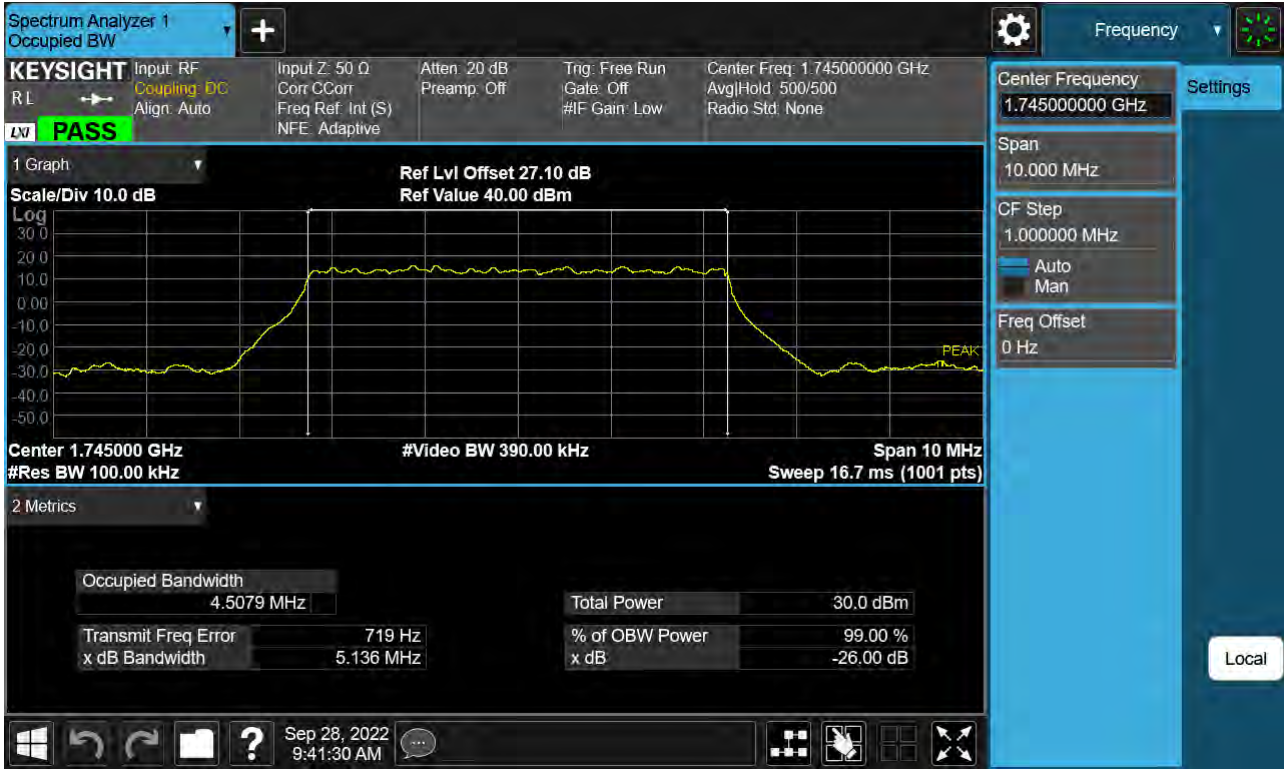 Spectrum Analyzer 1
Occupied BW
Frequency
KEYSIGHT
R L
LXI PASS
Input: RF
Coupling: DC
Align: Auto
Input Z: 50 Ω
Corr CCorr
Freq Ref: Int (S)
NFE: Adaptive
Atten: 20 dB
Preamp: Off
Trig: Free Run
Gate: Off
#IF Gain: Low
Center Freq: 1.745000000 GHz
Avg|Hold: 500/500
Radio Std: None
Center Frequency
1.745000000 GHz
Settings
Span
10.000 MHz
CF Step
1.000000 MHz
Auto
Man
Freq Offset
0 Hz
1 Graph
Scale/Div 10.0 dB
Ref Lvl Offset 27.10 dB
Ref Value 40.00 dBm
Log
30.0
20.0
10.0
0.00
-10.0
-20.0
-30.0
-40.0
-50.0
PEAK
Center 1.745000 GHz
#Res BW 100.00 kHz
#Video BW 390.00 kHz
Span 10 MHz
Sweep 16.7 ms (1001 pts)
2 Metrics
Occupied Bandwidth
4.5079 MHz
Total Power 30.0 dBm
Transmit Freq Error 719 Hz
% of OBW Power 99.00 %
x dB Bandwidth 5.136 MHz
x dB -26.00 dB
Local
?
Sep 28, 2022
9:41:30 AM